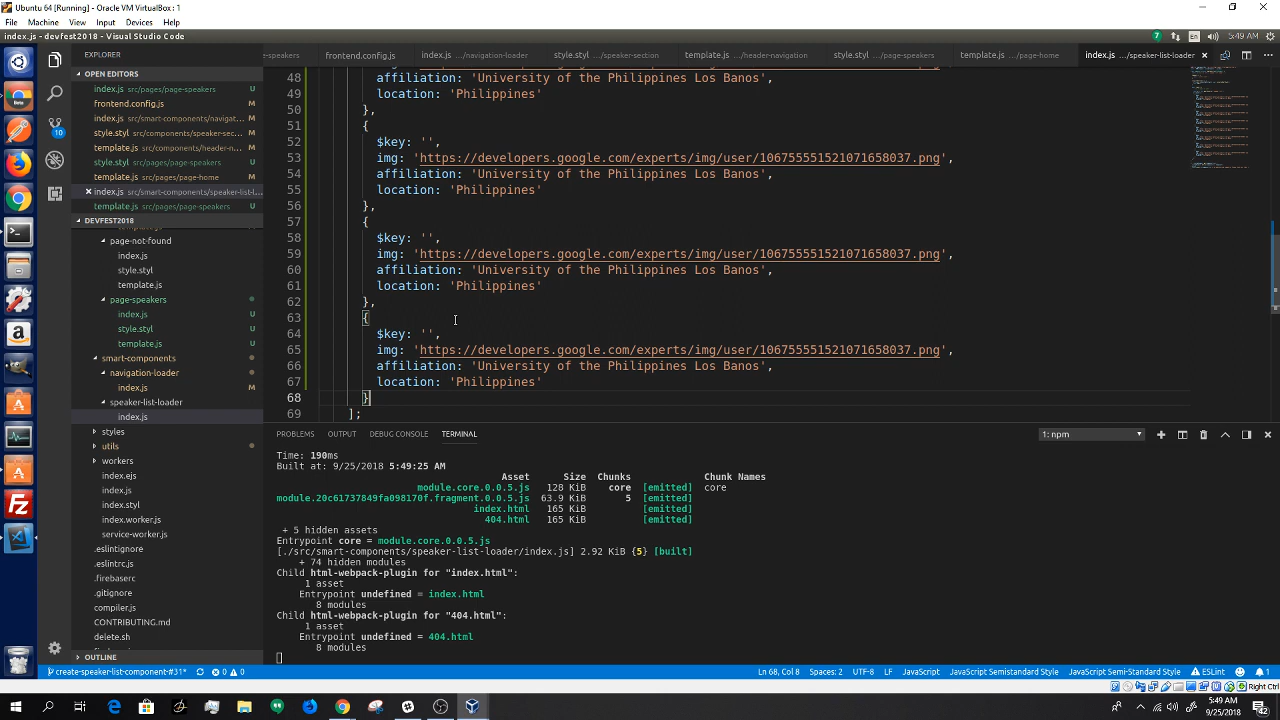 Ubuntu 64 [Running] - Oracle VM VirtualBox : 1
File Machine View Input Devices Help
index.js - devfest2018 - Visual Studio Code
7 En 5:49 AM
EXPLORER
-speakers frontend.config.js index.js .../navigation-loader style.styl .../speaker-section template.js .../header-navigation style.styl .../page-speakers template.js .../page-home index.js .../speaker-list-loader
OPEN EDITORS
index.js src/pages/page-speakers U
frontend.config.js M
index.js src/smart-components/navigat... M
style.styl src/components/speaker-sec... M
template.js src/components/header-n... M
style.styl src/pages/page-speakers U
template.js src/pages/page-home M
index.js src/smart-components/speaker-list-l...
template.js src/pages/page-speakers U
DEVFEST2018
page-not-found
index.js
style.styl
template.js
page-speakers
index.js U
style.styl U
template.js U
smart-components
navigation-loader
index.js M
speaker-list-loader
index.js
styles
utils
workers
index.ejs
index.js
index.styl
index.worker.js
service-worker.js
.eslintignore
.eslintrc.js
.firebaserc
.gitignore
compiler.js
CONTRIBUTING.md
delete.sh
OUTLINE
10
48 affiliation: 'University of the Philippines Los Banos',
49 location: 'Philippines'
50 },
51 {
52 $key: '',
53 img: 'https://developers.google.com/experts/img/user/106755551521071658037.png',
54 affiliation: 'University of the Philippines Los Banos',
55 location: 'Philippines'
56 },
57 {
58 $key: '',
59 img: 'https://developers.google.com/experts/img/user/106755551521071658037.png',
60 affiliation: 'University of the Philippines Los Banos',
61 location: 'Philippines'
62 },
63 {
64 $key: '',
65 img: 'https://developers.google.com/experts/img/user/106755551521071658037.png',
66 affiliation: 'University of the Philippines Los Banos',
67 location: 'Philippines'
68 }
69 ];
PROBLEMS OUTPUT DEBUG CONSOLE TERMINAL 1: npm
Time: 190ms
Built at: 9/25/2018 5:49:25 AM
Asset Size Chunks Chunk Names
module.core.0.0.5.js 128 KiB core [emitted] core
module.20c61737849fa098170f.fragment.0.0.5.js 63.9 KiB 5 [emitted]
index.html 165 KiB [emitted]
404.html 165 KiB [emitted]
+ 5 hidden assets
Entrypoint core = module.core.0.0.5.js
[./src/smart-components/speaker-list-loader/index.js] 2.92 KiB {5} [built]
+ 74 hidden modules
Child html-webpack-plugin for "index.html":
1 asset
Entrypoint undefined = index.html
8 modules
Child html-webpack-plugin for "404.html":
1 asset
Entrypoint undefined = 404.html
8 modules
create-speaker-list-component-#31* 0 0 Ln 68, Col 8 Spaces: 2 UTF-8 LF JavaScript JavaScript Semistandard Style JavaScript Semi-Standard Style ESLint 1
Right Ctrl
5:49 AM
9/25/2018